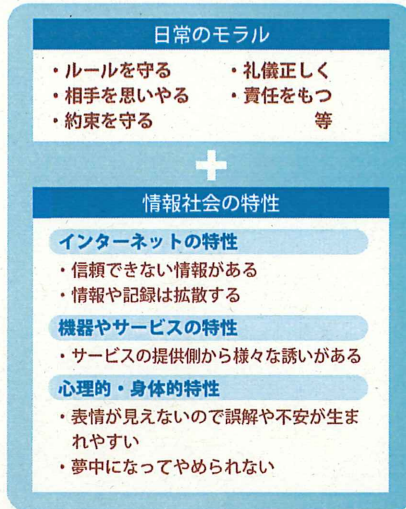 日常のモラル
・ルールを守る ・礼儀正しく
・相手を思いやる ・責任をもつ
・約束を守る 等
+
情報社会の特性
インターネットの特性
・信頼できない情報がある
・情報や記録は拡散する
機器やサービスの特性
・サービスの提供側から様々な誘いがある
心理的・身体的特性
・表情が見えないので誤解や不安が生ま
れやすい
・夢中になってやめられない